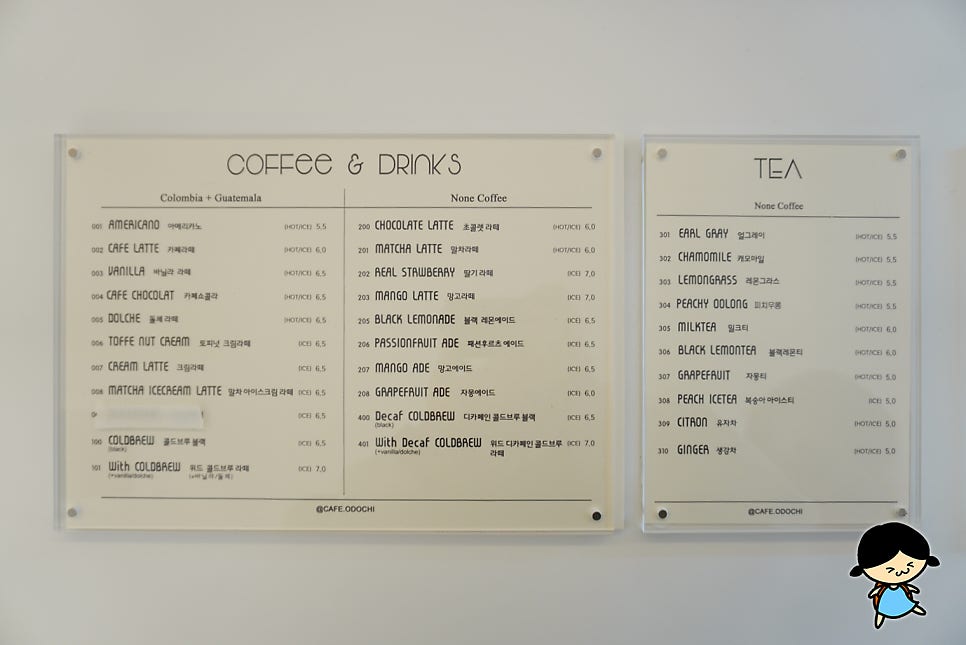 COFFEE & DRINKS
Colombia + Guatemala
001 AMERICANO 아메리카노 (HOT/ICE) 5,5
002 CAFE LATTE 카페라떼 (HOT/ICE) 6,0
003 VANILLA 바닐라 라떼 (HOT/ICE) 6,5
004 CAFE CHOCOLAT 카페쇼콜라 (HOT/ICE) 6,5
005 DOLCHE 돌체 라떼 (HOT/ICE) 6,5
006 TOFFE NUT CREAM 토피넛 크림라떼 (ICE) 6,5
007 CREAM LATTE 크림라떼 (ICE) 6,5
008 MATCHA ICECREAM LATTE 말차 아이스크림 라떼 (ICE) 6,5
(ICE) 6,5
100 COLDBREW 콜드브루 블랙 (ICE) 6,5
(black)
101 With COLDBREW 위드 콜드브루 라떼 (ICE) 7,0
(+vanilla/dolche) (+바닐라/돌체)
None Coffee
200 CHOCOLATE LATTE 초콜렛 라떼 (HOT/ICE) 6,0
201 MATCHA LATTE 말차라떼 (HOT/ICE) 6,0
202 REAL STRWBERRY 딸기 라떼 (ICE) 7,0
203 MANGO LATTE 망고라떼 (ICE) 7,0
205 BLACK LEMONADE 블랙 레몬에이드 (ICE) 6,5
206 PASSIONFRUIT ADE 패션후르츠 에이드 (ICE) 6,5
207 MANGO ADE 망고에이드 (ICE) 6,5
208 GRAPEFRUIT ADE 자몽에이드 (ICE) 6,0
400 Decaf COLDBREW 디카페인 콜드브루 블랙 (ICE) 6,5
(black)
401 With Decaf COLDBREW 위드 디카페인 콜드브루 (ICE) 7,0
(+vanilla/dolche) 라떼
@CAFE.ODOCHI
TEA
None Coffee
301 EARL GRAY 얼그레이 (HOT/ICE) 5,5
302 CHAMOMILE 캐모마일 (HOT/ICE) 5,5
303 LEMONGRASS 레몬그라스 (HOT/ICE) 5,5
304 PEACHY OOLONG 피치우롱 (HOT/ICE) 5,5
305 MILKTEA 밀크티 (HOT/ICE) 6,0
306 BLACK LEMONTEA 블랙레몬티 (HOT/ICE) 6,0
307 GRAPEFRUIT 자몽티 (HOT/ICE) 5,0
308 PEACH ICETEA 복숭아 아이스티 (ICE) 5,0
309 CITRON 유자차 (HOT/ICE) 5,0
310 GINGER 생강차 (HOT/ICE) 5,0
@CAFE.ODOCHI